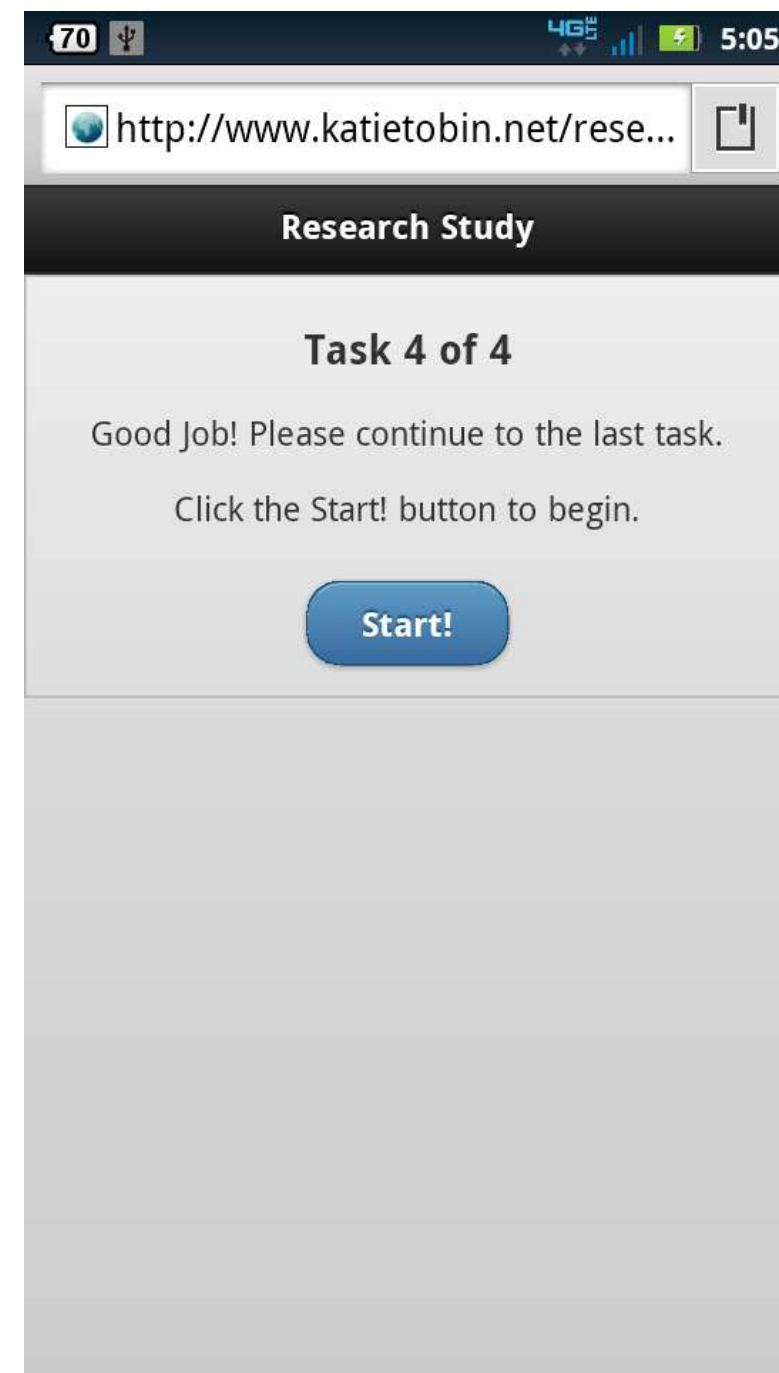 70 4G LTE 5:05
http://www.katietobin.net/rese...
Research Study
Task 4 of 4
Good Job! Please continue to the last task.
Click the Start! button to begin.
Start!